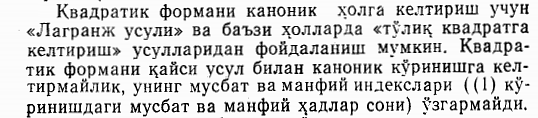 Квадратик формани каноник ҳолга келтириш учун
«Лагранж усули» ва баъзи ҳолларда «тўлиқ квадратга
келтириш» усулларидан фойдаланиш мумкин. Квадра-
тик формани қайси усул билан каноник кўринишга кел-
тирмайлик, унинг мусбат ва манфий индекслари ((1) кў-
ринишдаги мусбат ва манфий ҳадлар сони) ўзгармайди.